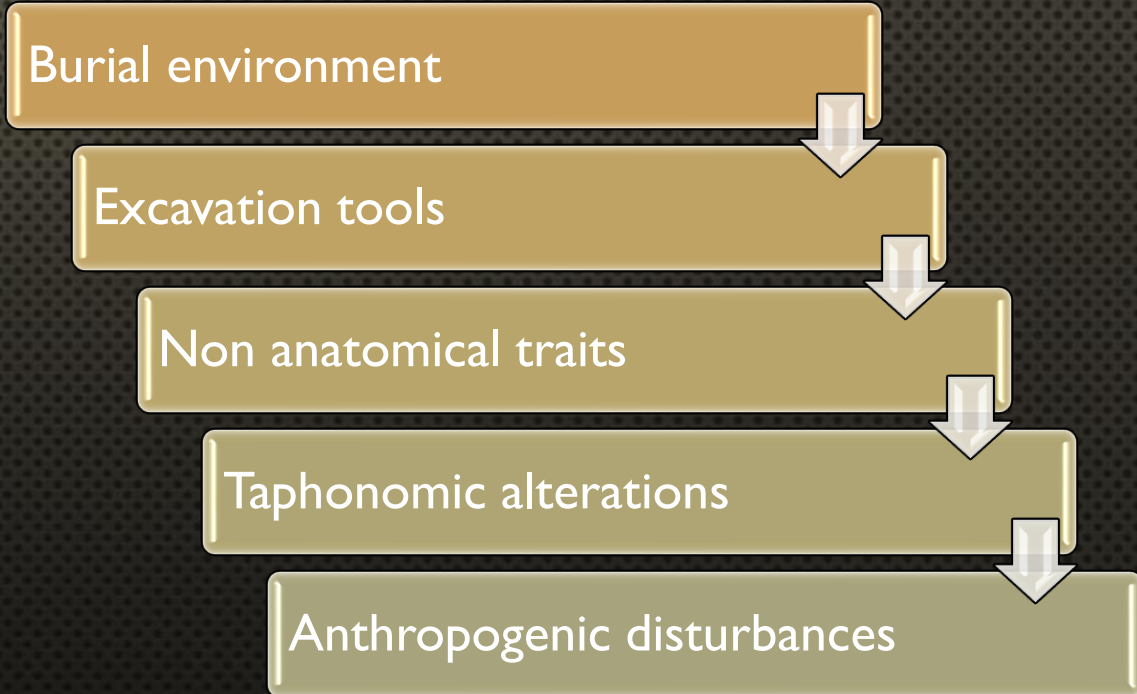 Burial environment
Excavation tools
Non anatomical traits
Taphonomic alterations
Anthropogenic disturbances